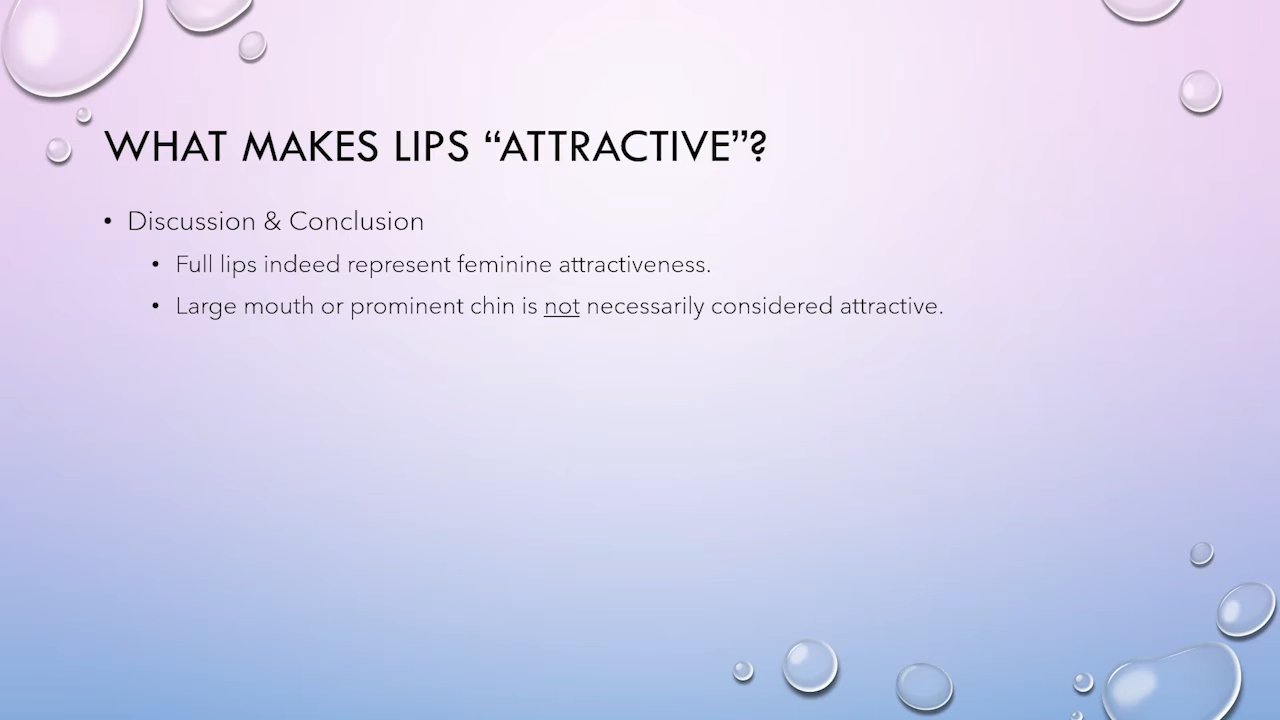 WHAT MAKES LIPS “ATTRACTIVE”?
• Discussion & Conclusion
• Full lips indeed represent feminine attractiveness.
• Large mouth or prominent chin is not necessarily considered attractive.